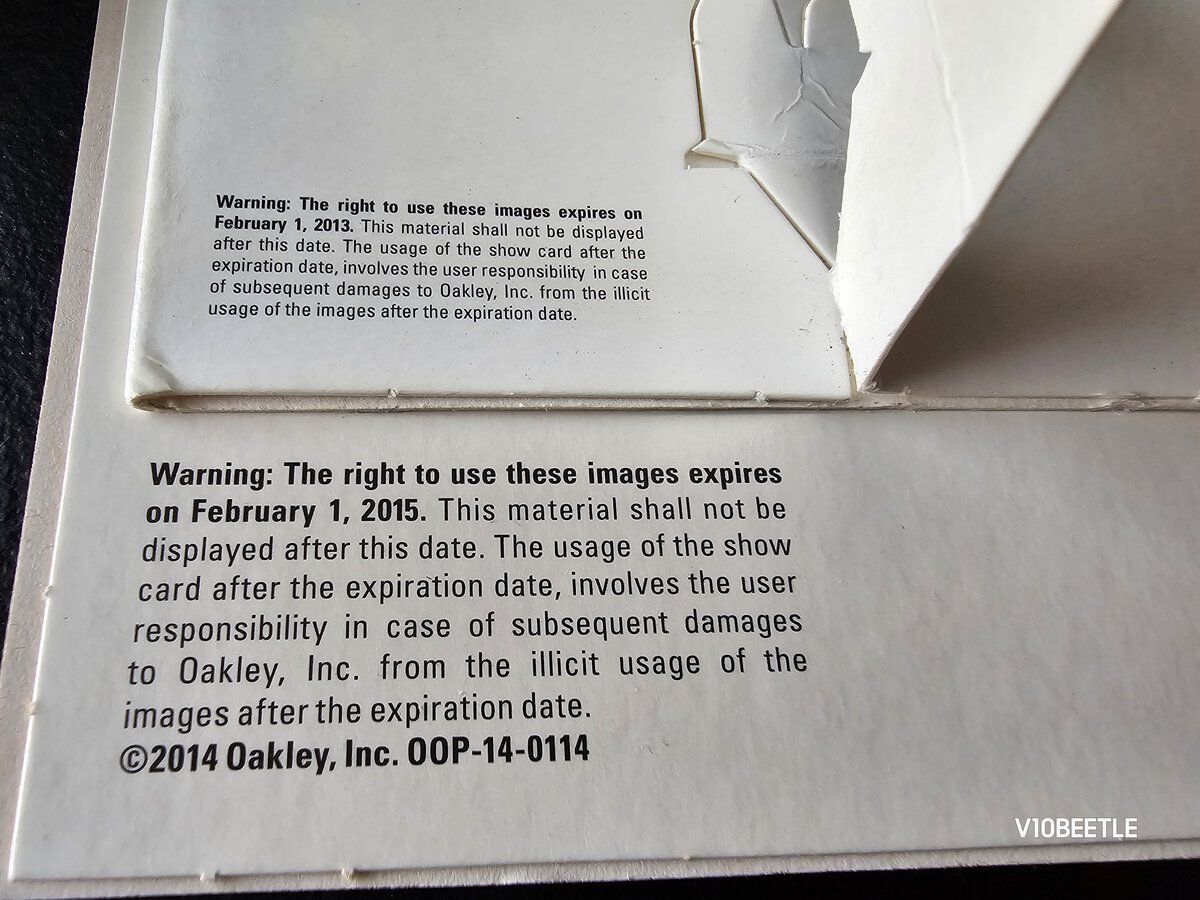 Warning: The right to use these images expires on
February 1, 2013. This material shall not be displayed
after this date. The usage of the show card after the
expiration date, involves the user responsibility in case
of subsequent damages to Oakley, Inc. from the illicit
usage of the images after the expiration date.
Warning: The right to use these images expires
on February 1, 2015. This material shall not be
displayed after this date. The usage of the show
card after the expiration date, involves the user
responsibility in case of subsequent damages
to Oakley, Inc. from the illicit usage of the
images after the expiration date.
©2014 Oakley, Inc. OOP-14-0114
V10BEETLE